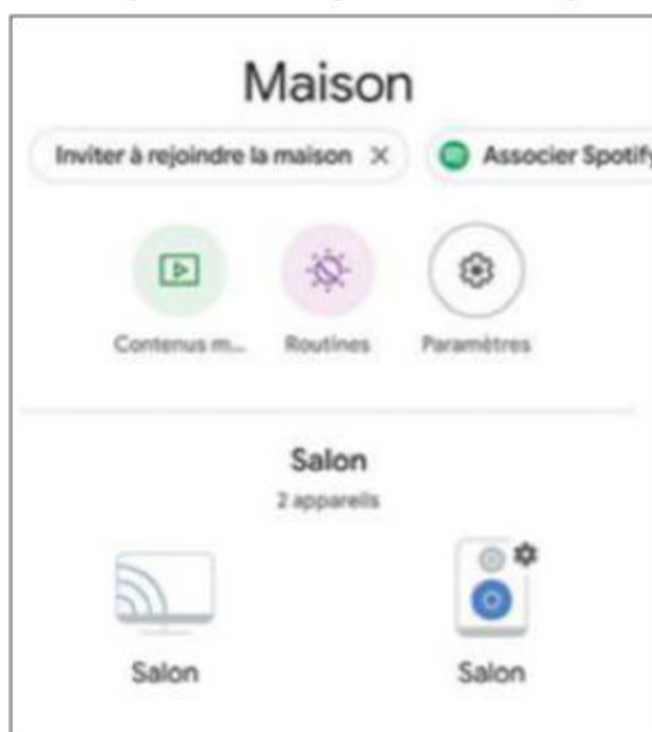 Maison
Inviter à rejoindre la maison
Associer Spotify
Contenus m...
Routines
Paramètres
Salon
2 appareils
Salon
Salon